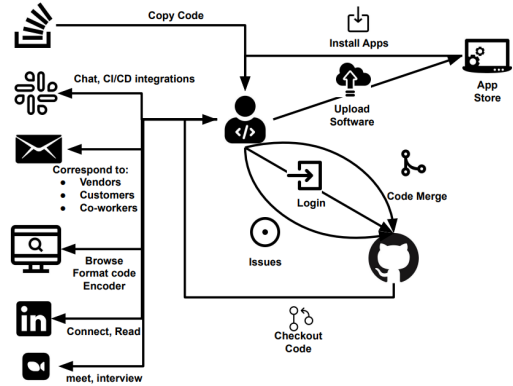 Copy Code
Install Apps
Chat, CI/CD integrations
App
Store
Upload
Software
</>
Correspond to:
● Vendors
● Customers
● Co-workers
Login
Code Merge
Issues
Browse
Format code
Encoder
in
Connect, Read
Checkout
Code
meet, interview